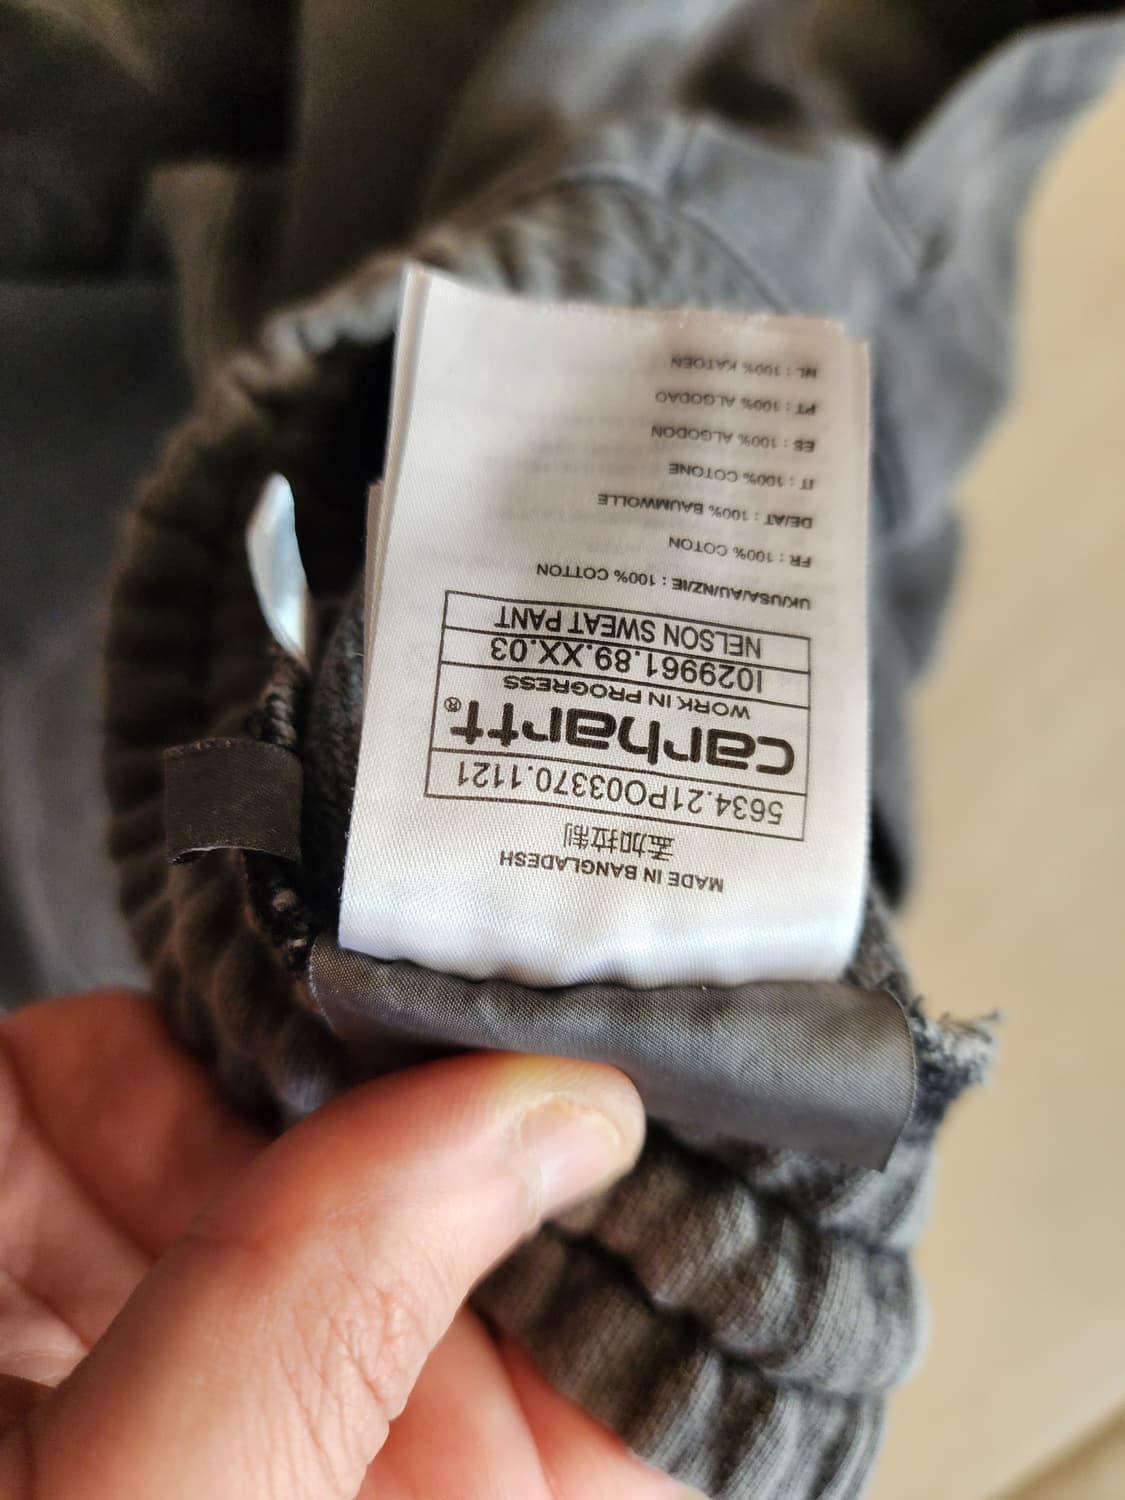 MADE IN BANGLADESH
孟加拉制
5634.21PO03370.1121
carhartt®
WORK IN PROGRESS
I029961.89.XX.03
NELSON SWEAT PANT
UK/USA/AU/NZ/IE : 100% COTTON
FR : 100% COTON
DE/AT : 100% BAUMWOLLE
IT : 100% COTONE
ES : 100% ALGODON
PT : 100% ALGODAO
NL : 100% KATOEN